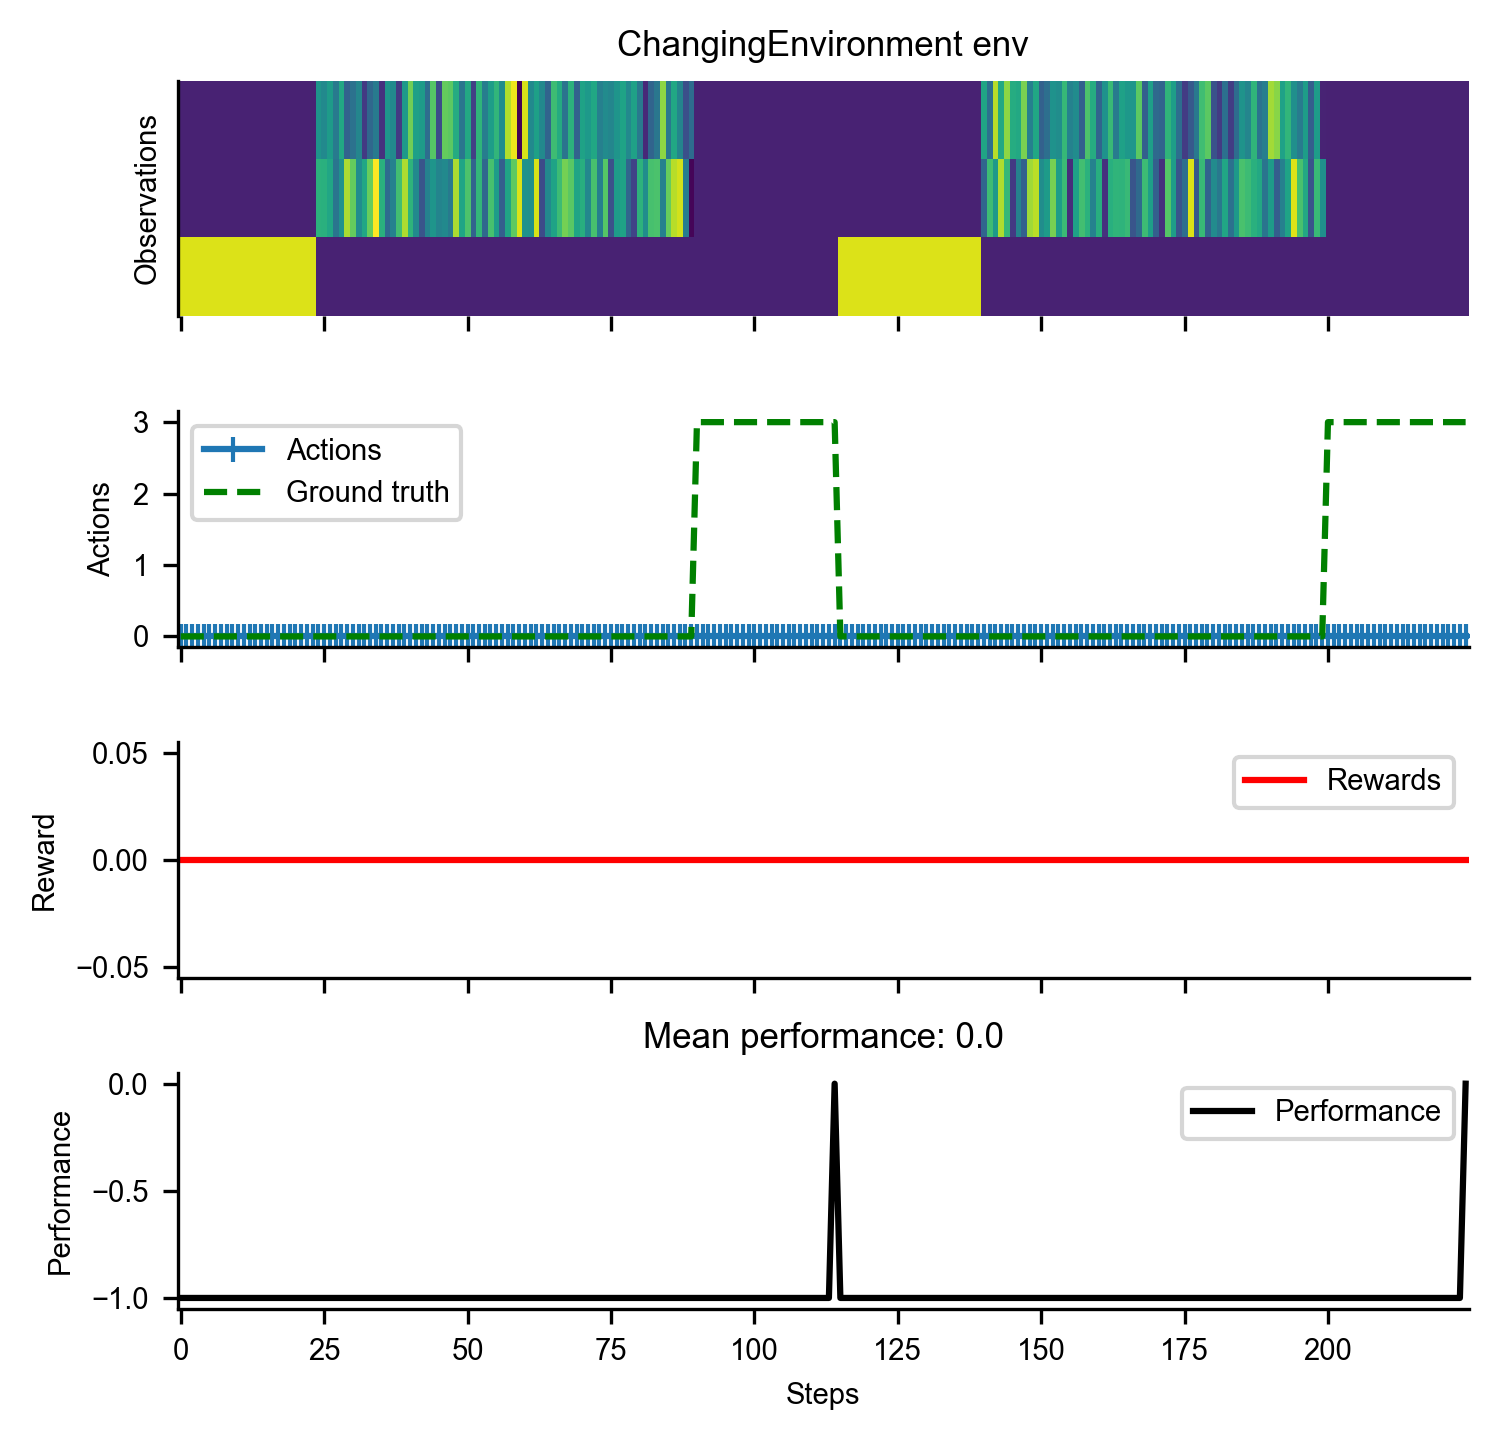 ChangingEnvironment env
Observations
Actions
3
2
1
0
Actions
Ground truth
Reward
0.05
0.00
−0.05
Rewards
Mean performance: 0.0
Performance
0.0
−0.5
−1.0
Performance
0 25 50 75 100 125 150 175 200
Steps